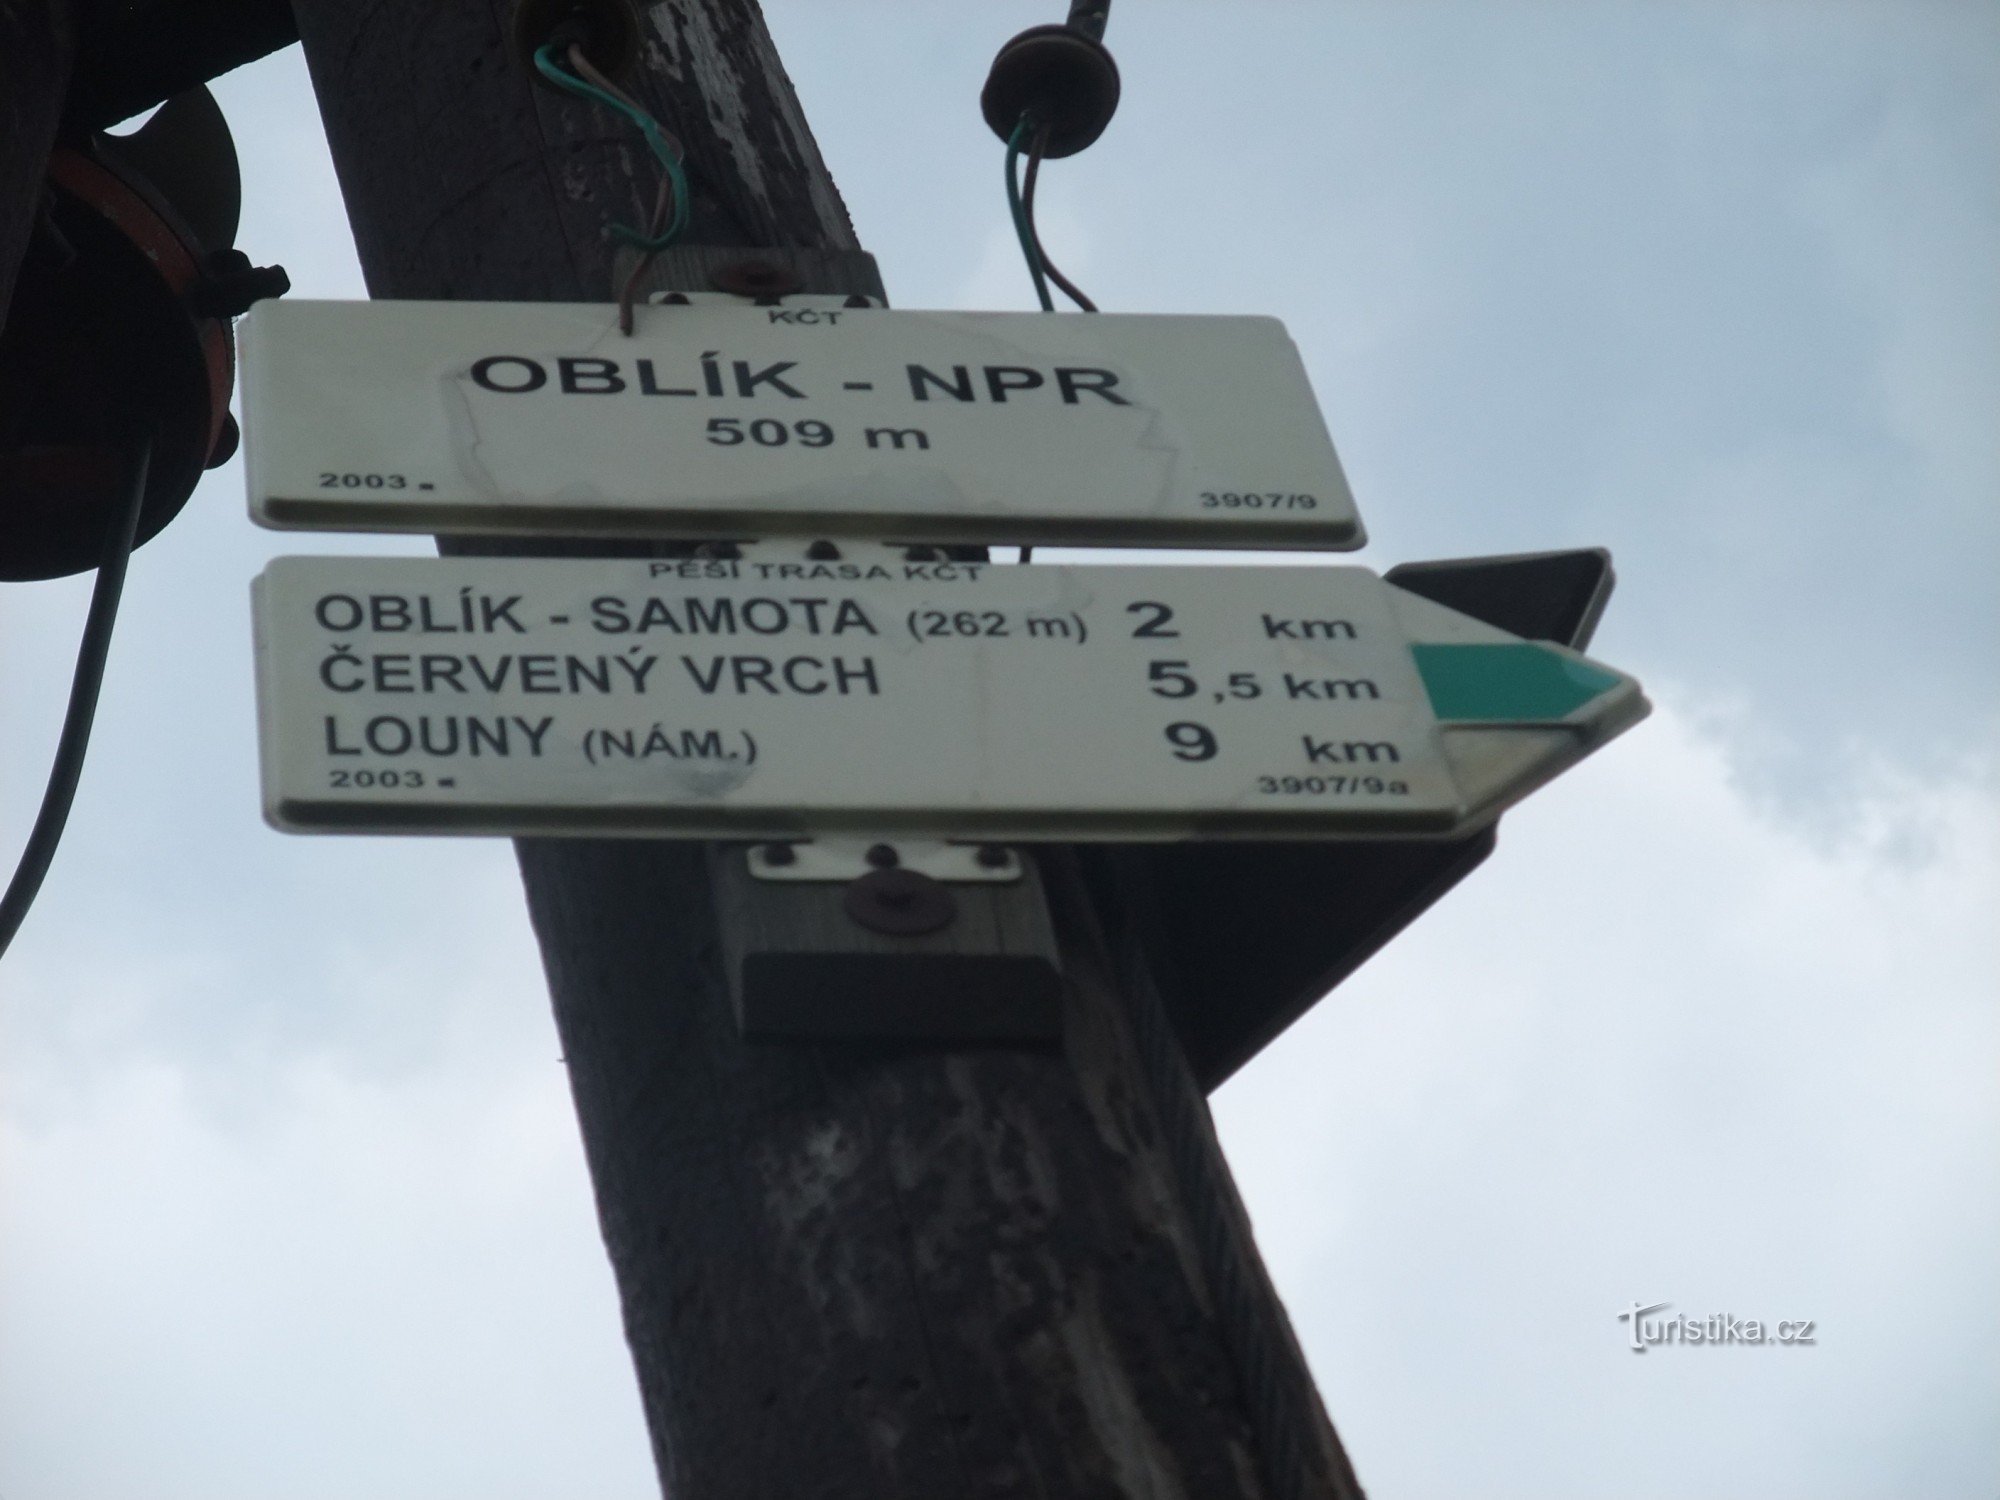 KČT
OBLÍK - NPR
509 m
2003
3907/9
PĚŠÍ TRASA KČT
OBLÍK - SAMOTA (262 m) 2 km
ČERVENÝ VRCH 5,5 km
LOUNY (NÁM.) 9 km
2003
3907/9a
Turistika.cz